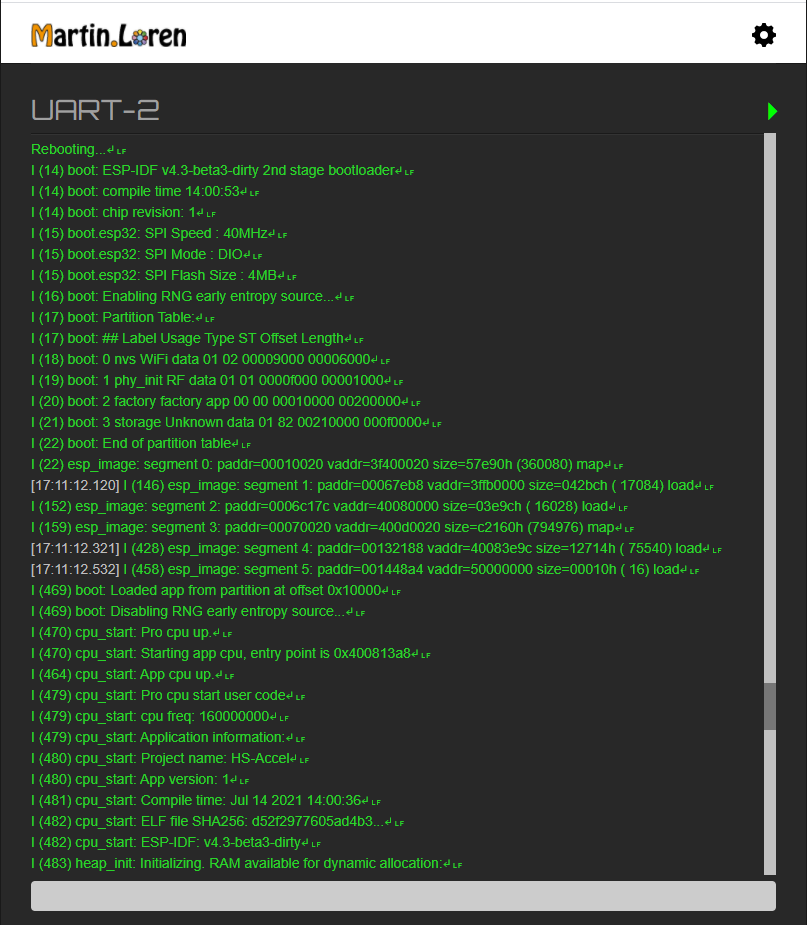 Martin.Loren
UART-2
Rebooting...↲ LF
I (14) boot: ESP-IDF v4.3-beta3-dirty 2nd stage bootloader↲ LF
I (14) boot: compile time 14:00:53↲ LF
I (14) boot: chip revision: 1↲ LF
I (15) boot.esp32: SPI Speed : 40MHz↲ LF
I (15) boot.esp32: SPI Mode : DIO↲ LF
I (15) boot.esp32: SPI Flash Size : 4MB↲ LF
I (16) boot: Enabling RNG early entropy source...↲ LF
I (17) boot: Partition Table:↲ LF
I (17) boot: ## Label Usage Type ST Offset Length↲ LF
I (18) boot: 0 nvs WiFi data 01 02 00009000 00006000↲ LF
I (19) boot: 1 phy_init RF data 01 01 0000f000 00001000↲ LF
I (20) boot: 2 factory factory app 00 00 00010000 00200000↲ LF
I (21) boot: 3 storage Unknown data 01 82 00210000 000f0000↲ LF
I (22) boot: End of partition table↲ LF
I (22) esp_image: segment 0: paddr=00010020 vaddr=3f400020 size=57e90h (360080) map↲ LF
[17:11:12.120] I (146) esp_image: segment 1: paddr=00067eb8 vaddr=3ffb0000 size=042bch ( 17084) load↲ LF
I (152) esp_image: segment 2: paddr=0006c17c vaddr=40080000 size=03e9ch ( 16028) load↲ LF
I (159) esp_image: segment 3: paddr=00070020 vaddr=400d0020 size=c2160h (794976) map↲ LF
[17:11:12.321] I (428) esp_image: segment 4: paddr=00132188 vaddr=40083e9c size=12714h ( 75540) load↲ LF
[17:11:12.532] I (458) esp_image: segment 5: paddr=001448a4 vaddr=50000000 size=00010h ( 16) load↲ LF
I (469) boot: Loaded app from partition at offset 0x10000↲ LF
I (469) boot: Disabling RNG early entropy source...↲ LF
I (470) cpu_start: Pro cpu up.↲ LF
I (470) cpu_start: Starting app cpu, entry point is 0x400813a8↲ LF
I (464) cpu_start: App cpu up.↲ LF
I (479) cpu_start: Pro cpu start user code↲ LF
I (479) cpu_start: cpu freq: 160000000↲ LF
I (479) cpu_start: Application information:↲ LF
I (480) cpu_start: Project name: HS-Accel↲ LF
I (480) cpu_start: App version: 1↲ LF
I (481) cpu_start: Compile time: Jul 14 2021 14:00:36↲ LF
I (482) cpu_start: ELF file SHA256: d52f2977605ad4b3...↲ LF
I (482) cpu_start: ESP-IDF: v4.3-beta3-dirty↲ LF
I (483) heap_init: Initializing. RAM available for dynamic allocation:↲ LF